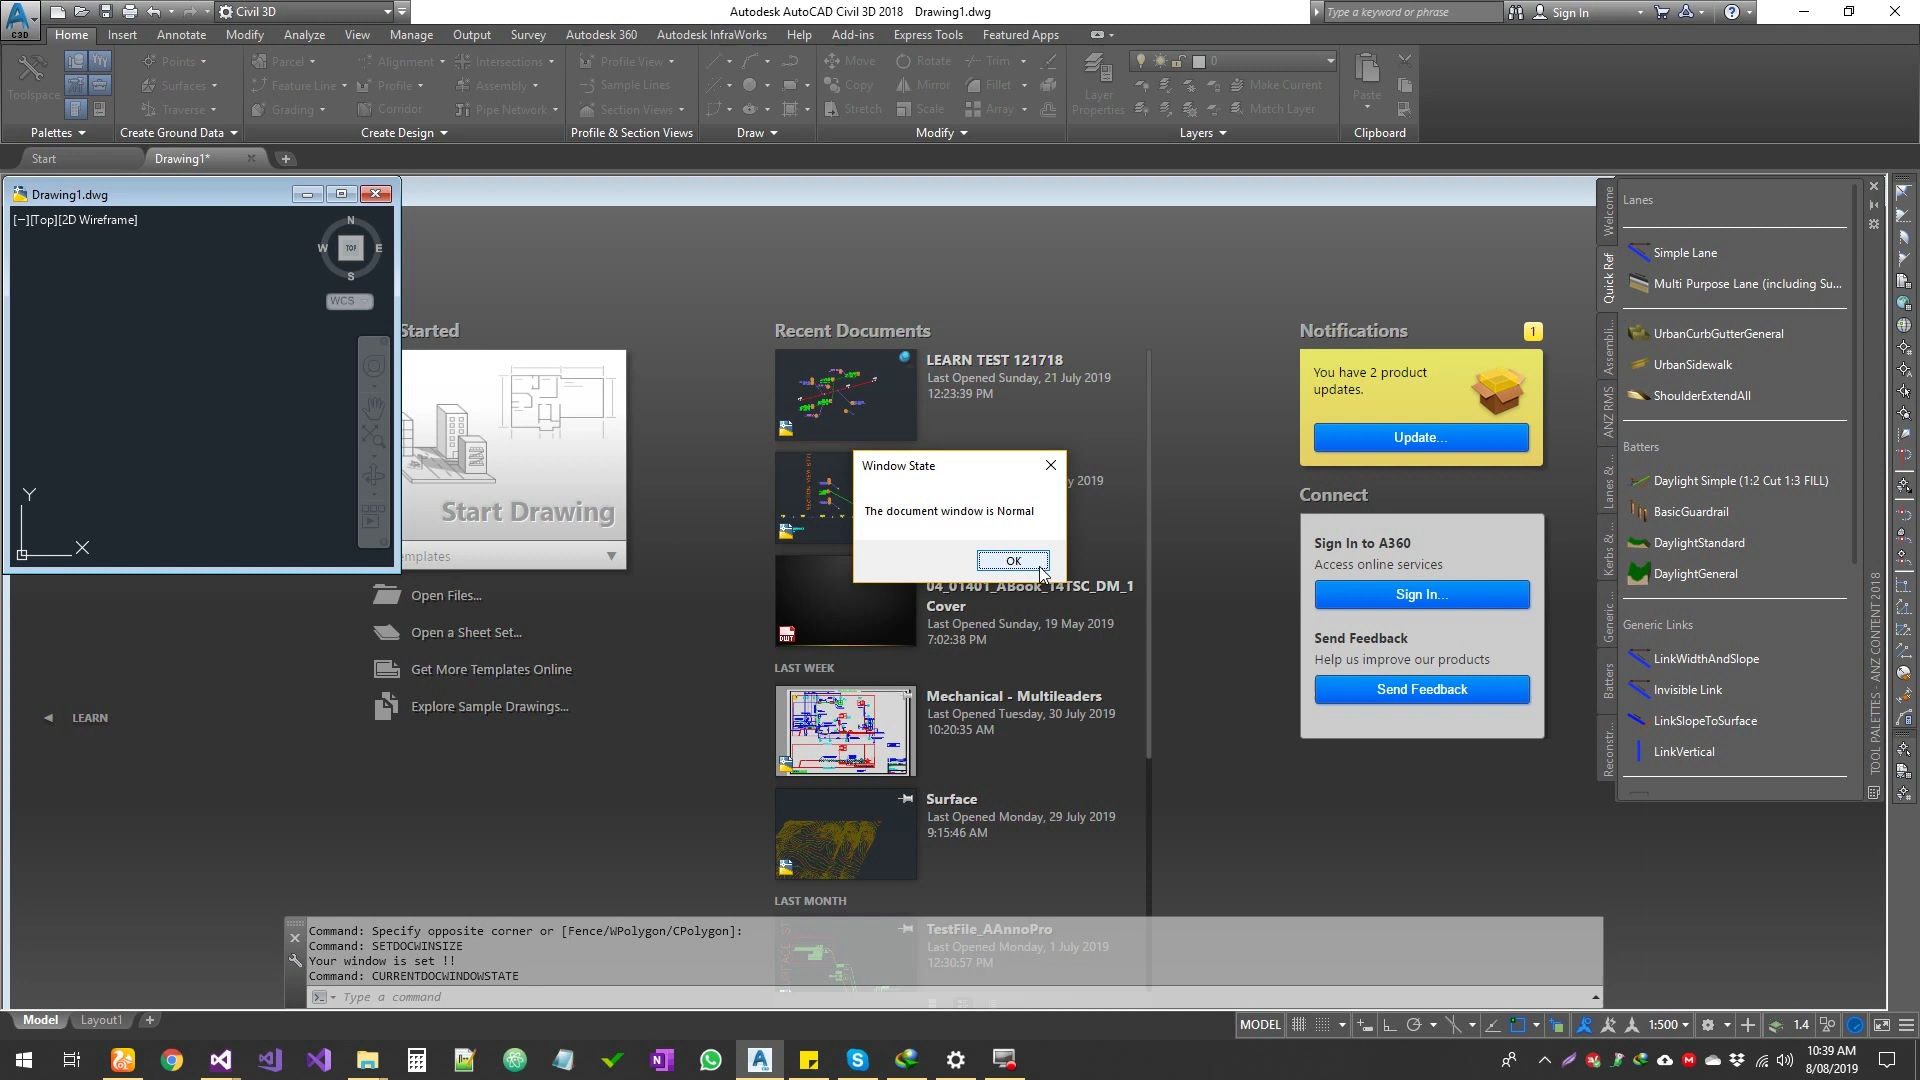 C3D
Civil 3D
Autodesk AutoCAD Civil 3D 2018 Drawing1.dwg
Type a keyword or phrase
Sign In
Home Insert Annotate Modify Analyze View Manage Output Survey Autodesk 360 Autodesk InfraWorks Help Add-ins Express Tools Featured Apps
Toolspace
Points
Surfaces
Traverse
Parcel
Feature Line
Grading
Alignment
Profile
Corridor
Intersections
Assembly
Pipe Network
Profile View
Sample Lines
Section Views
Move
Copy
Stretch
Rotate
Mirror
Scale
Trim
Fillet
Array
Layer
Properties
0
Make Current
Match Layer
Paste
Palettes
Create Ground Data
Create Design
Profile & Section Views
Draw
Modify
Layers
Clipboard
Start
Drawing1*
Drawing1.dwg
[−][Top][2D Wireframe]
N
W
TOP
E
S
WCS
Y
X
Started
Start Drawing
emplates
Open Files...
Open a Sheet Set...
Get More Templates Online
Explore Sample Drawings...
LEARN
Recent Documents
LEARN TEST 121718
Last Opened Sunday, 21 July 2019
12:23:39 PM
y 2019
Window State
The document window is Normal
OK
04_01401_ABook_14TSC_DM_1
Cover
Last Opened Sunday, 19 May 2019
7:02:38 PM
DWT
LAST WEEK
Mechanical - Multileaders
Last Opened Tuesday, 30 July 2019
10:20:35 AM
Surface
Last Opened Monday, 29 July 2019
9:15:46 AM
LAST MONTH
TestFile_AAnnoPro
Last Opened Monday, 1 July 2019
12:30:57 PM
Notifications
1
You have 2 product
updates.
Update...
Connect
Sign In to A360
Access online services
Sign In...
Send Feedback
Help us improve our products
Send Feedback
Welcome
Quick Ref
Assembli...
ANZ RMS
Lanes &...
Kerbs &...
Generic ...
Batters
Reconstr...
Lanes
Simple Lane
Multi Purpose Lane (including Su...
UrbanCurbGutterGeneral
UrbanSidewalk
ShoulderExtendAll
Batters
Daylight Simple (1:2 Cut 1:3 FILL)
BasicGuardrail
DaylightStandard
DaylightGeneral
Generic Links
LinkWidthAndSlope
Invisible Link
LinkSlopeToSurface
LinkVertical
TOOL PALETTES - ANZ CONTENT 2018
Command: Specify opposite corner or [Fence/WPolygon/CPolygon]:
Command: SETDOCWINSIZE
Your window is set !!
Command: CURRENTDOCWINDOWSTATE
Type a command
Model Layout1
MODEL
1:500
1.4
10:39 AM
8/08/2019